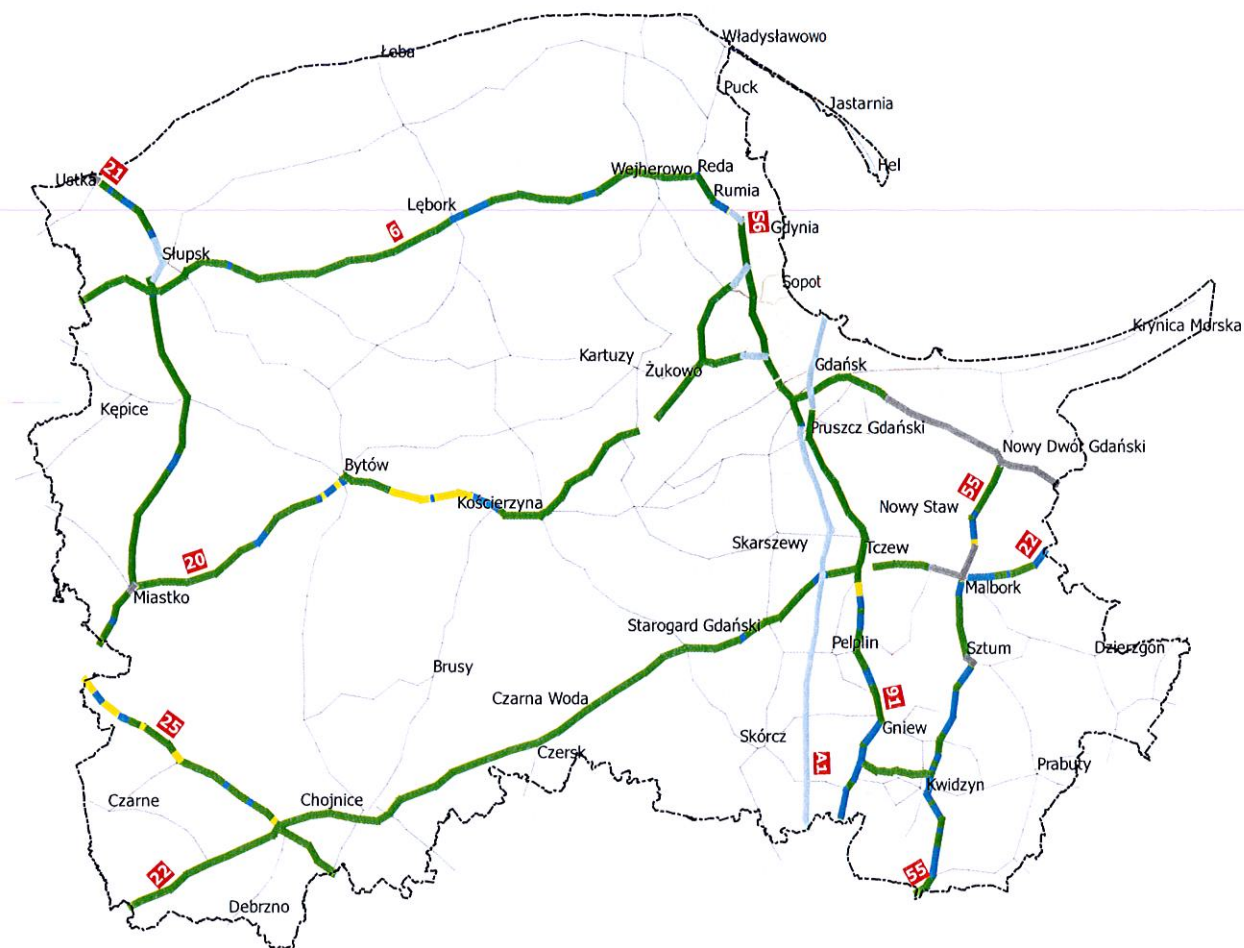 Władysławowo
Łeba
Puck
Jastarnia
Hel
21
Ustka
Wejherowo
Reda
Rumia
Lębork
6
S6
Gdynia
Słupsk
Sopot
Krynica Morska
Kartuzy
Żukowo
Gdańsk
Kępice
Pruszcz Gdański
Nowy Dwór Gdański
Bytów
Kościerzyna
55
Nowy Staw
22
Skarszewy
Tczew
20
Miastko
Malbork
Starogard Gdański
Pelplin
Sztum
Dzierzgoń
Brusy
Czarna Woda
91
25
Skórcz
Gniew
Czersk
A1
Prabuty
Kwidzyn
Czarne
Chojnice
22
55
Debrzno